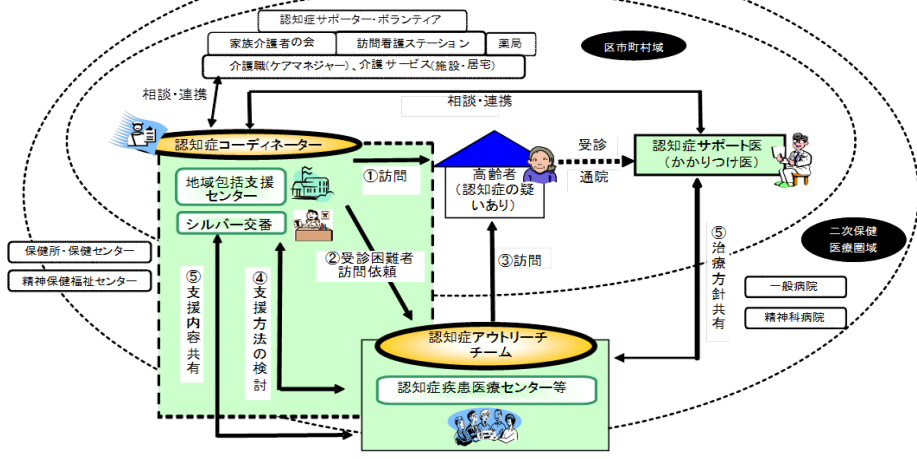 認知症サポーター・ボランティア
家族介護者の会
訪問看護ステーション
薬局
介護職(ケアマネジャー)、介護サービス(施設・居宅)
区市町村域
相談・連携
相談・連携
認知症コーディネーター
地域包括支援
センター
シルバー交番
①訪問
高齢者
(認知症の疑
いあり)
受診
通院
認知症サポート医
(かかりつけ医)
二次保健
医療圏域
保健所・保健センター
精神保健福祉センター
②受診困難者
訪問依頼
③訪問
⑤治療方針共有
一般病院
精神科病院
⑤支援内容共有
④支援方法の検討
認知症アウトリーチ
チーム
認知症疾患医療センター等